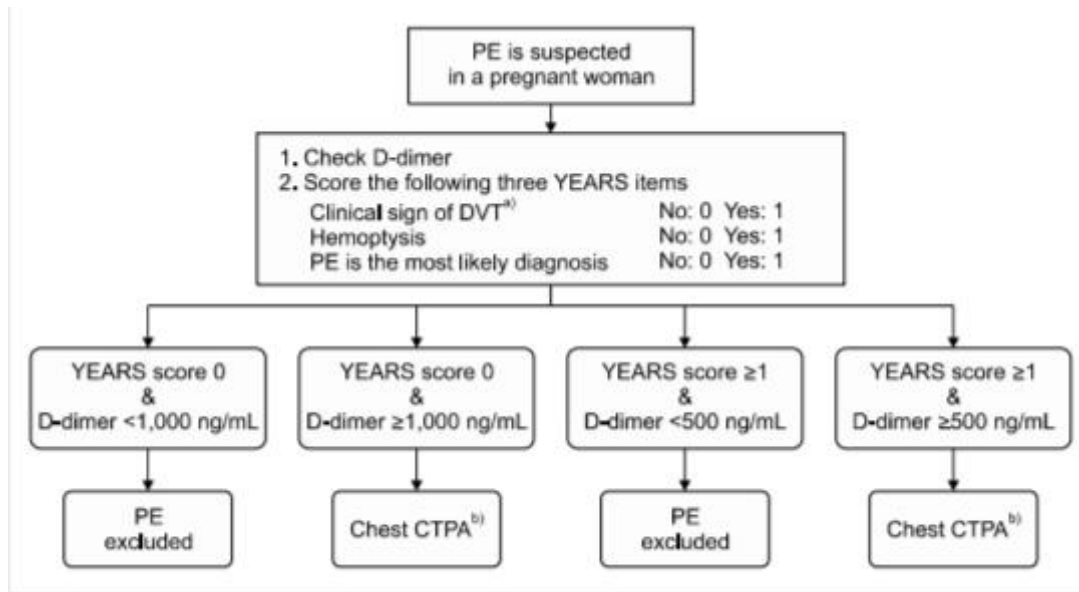 PE is suspected
in a pregnant woman
1. Check D-dimer
2. Score the following three YEARS items
Clinical sign of DVTa) No: 0 Yes: 1
Hemoptysis No: 0 Yes: 1
PE is the most likely diagnosis No: 0 Yes: 1
YEARS score 0
&
D-dimer <1,000 ng/mL
YEARS score 0
&
D-dimer ≥1,000 ng/mL
YEARS score ≥1
&
D-dimer <500 ng/mL
YEARS score ≥1
&
D-dimer ≥500 ng/mL
PE
excluded
Chest CTPAb)
PE
excluded
Chest CTPAb)